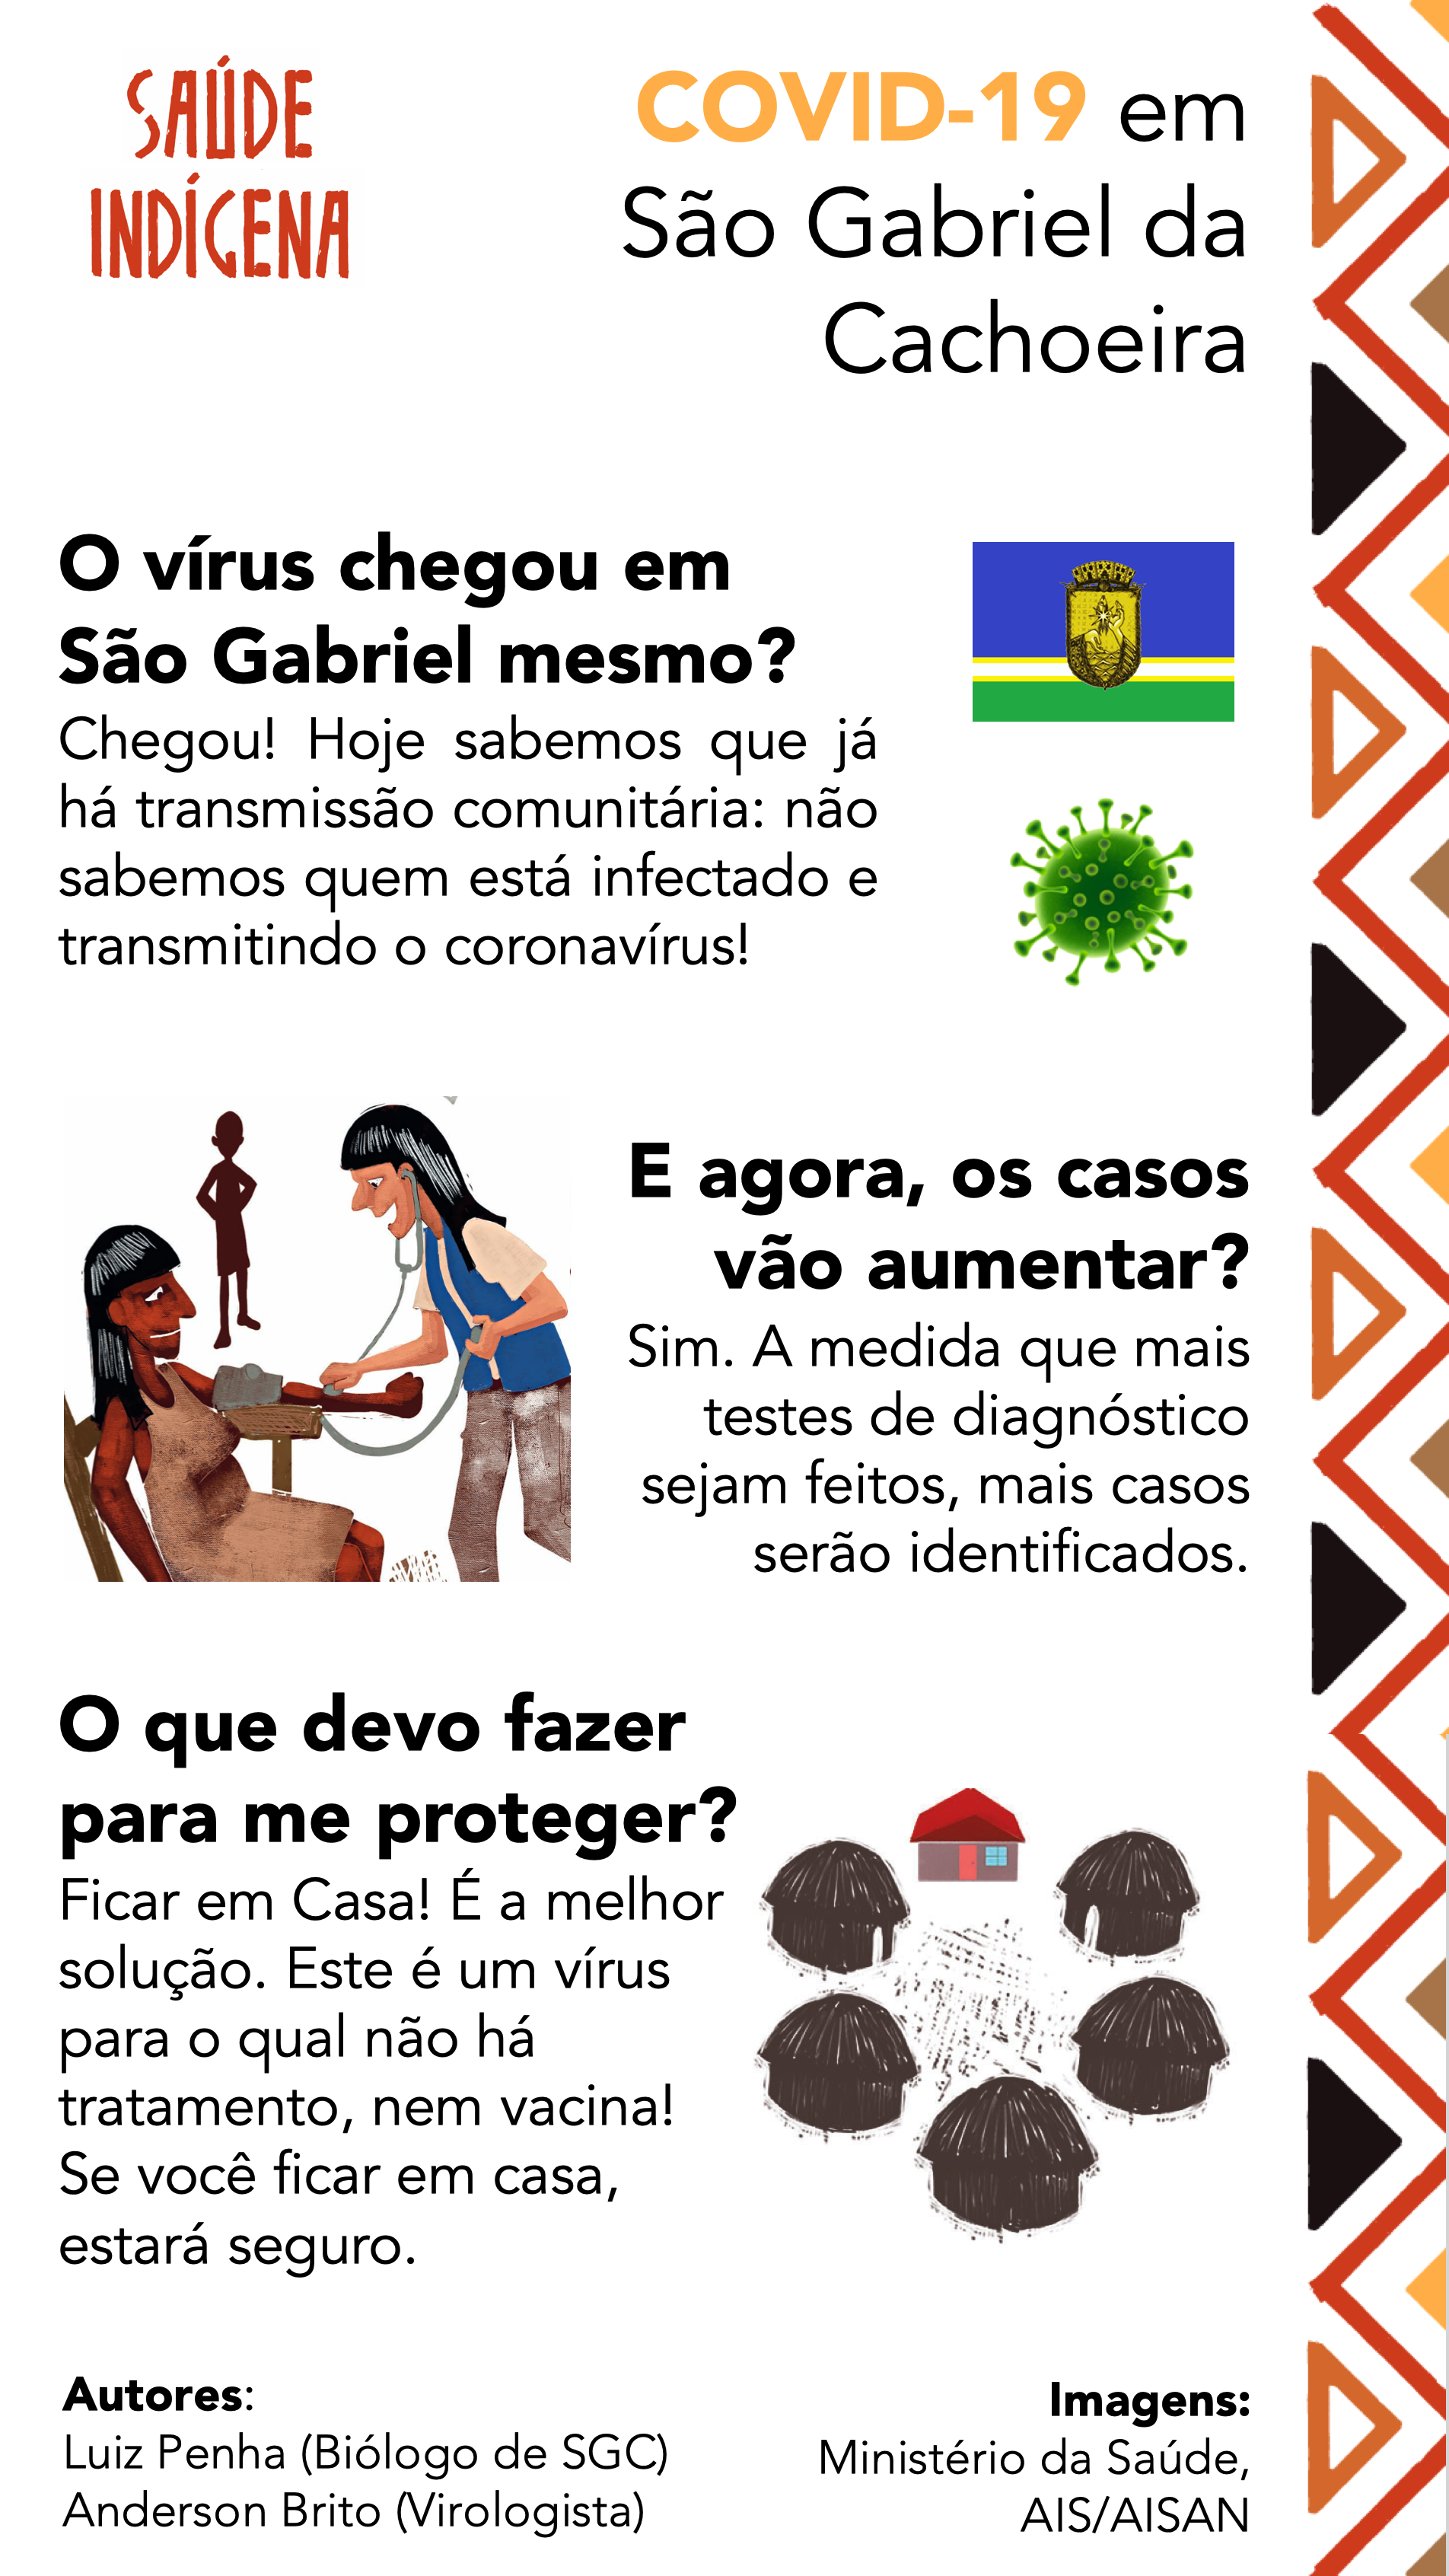 SAÚDE
INDÍGENA
COVID-19 em
São Gabriel da
Cachoeira
O vírus chegou em
São Gabriel mesmo?
Chegou! Hoje sabemos que já
há transmissão comunitária: não
sabemos quem está infectado e
transmitindo o coronavírus!
E agora, os casos
vão aumentar?
Sim. A medida que mais
testes de diagnóstico
sejam feitos, mais casos
serão identificados.
O que devo fazer
para me proteger?
Ficar em Casa! É a melhor
solução. Este é um vírus
para o qual não há
tratamento, nem vacina!
Se você ficar em casa,
estará seguro.
Autores:
Luiz Penha (Biólogo de SGC)
Anderson Brito (Virologista)
Imagens:
Ministério da Saúde,
AIS/AISAN